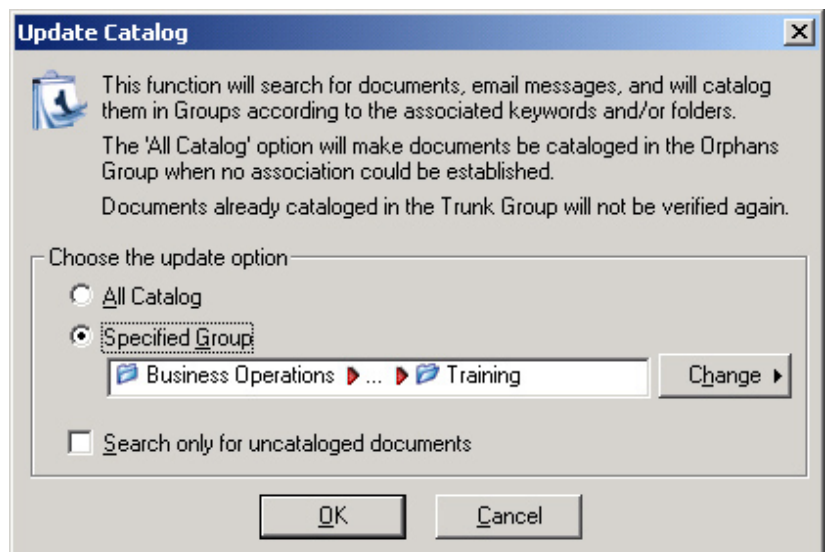 Update Catalog
This function will search for documents, email messages, and will catalog
them in Groups according to the associated keywords and/or folders.
The 'All Catalog' option will make documents be cataloged in the Orphans
Group when no association could be established.
Documents already cataloged in the Trunk Group will not be verified again.
Choose the update option
All Catalog
Specified Group
Business Operations ... Training
Change
Search only for uncataloged documents
OK Cancel